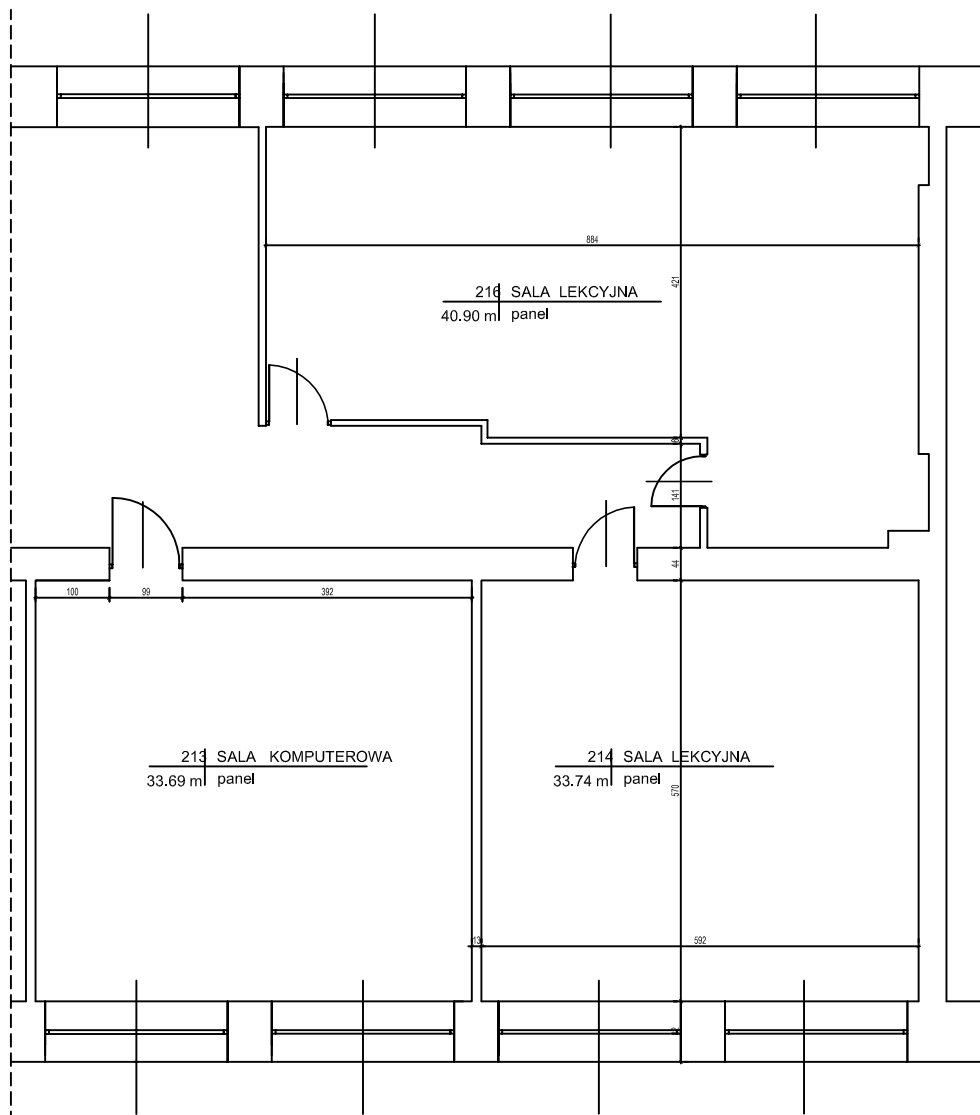 884
421
216 SALA LEKCYJNA
40.90 m panel
141
44
100 99 392
213 SALA KOMPUTEROWA
33.69 m panel
214 SALA LEKCYJNA
33.74 m panel
570
13 592